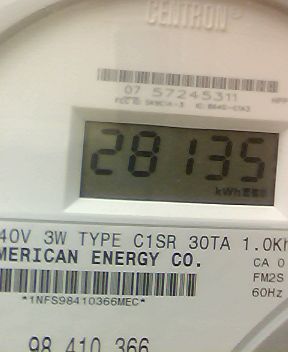 CENTRON®
07 57245311
28135
kWh
40V 3W TYPE C1SR 30TA 1.0Kh
MERICAN ENERGY CO.
CA 0
FM2S
60Hz
*1NFS98410366MEC*
98 410 366